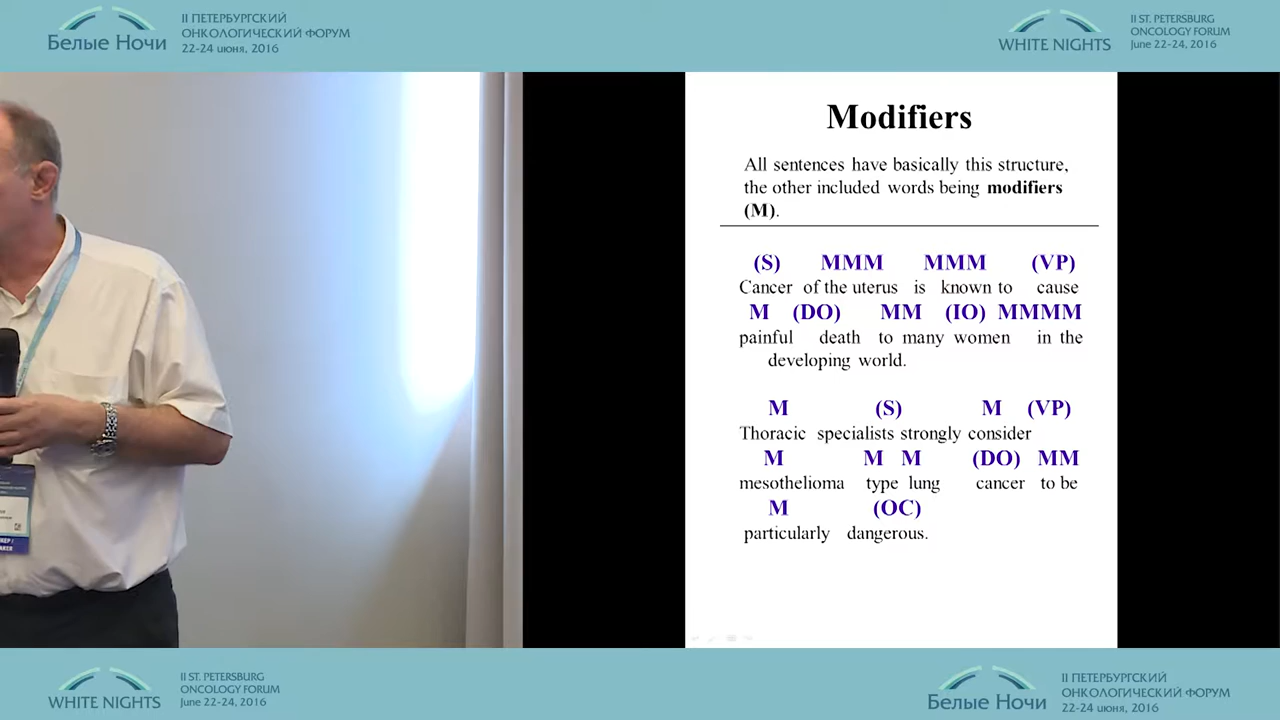 Белые Ночи
II ПЕТЕРБУРГСКИЙ
ОНКОЛОГИЧЕСКИЙ ФОРУМ
22-24 июня, 2016
WHITE NIGHTS
II ST. PETERSBURG
ONCOLOGY FORUM
June 22-24, 2016
Modifiers
All sentences have basically this structure,
the other included words being modifiers
(M).
(S) MMM MMM (VP)
Cancer of the uterus is known to cause
M (DO) MM (IO) MMMM
painful death to many women in the
developing world.
M (S) M (VP)
Thoracic specialists strongly consider
M M M (DO) MM
mesothelioma type lung cancer to be
M (OC)
particularly dangerous.
WHITE NIGHTS
II ST. PETERSBURG
ONCOLOGY FORUM
June 22-24, 2016
Белые Ночи
II ПЕТЕРБУРГСКИЙ
ОНКОЛОГИЧЕСКИЙ ФОРУМ
22-24 июня, 2016